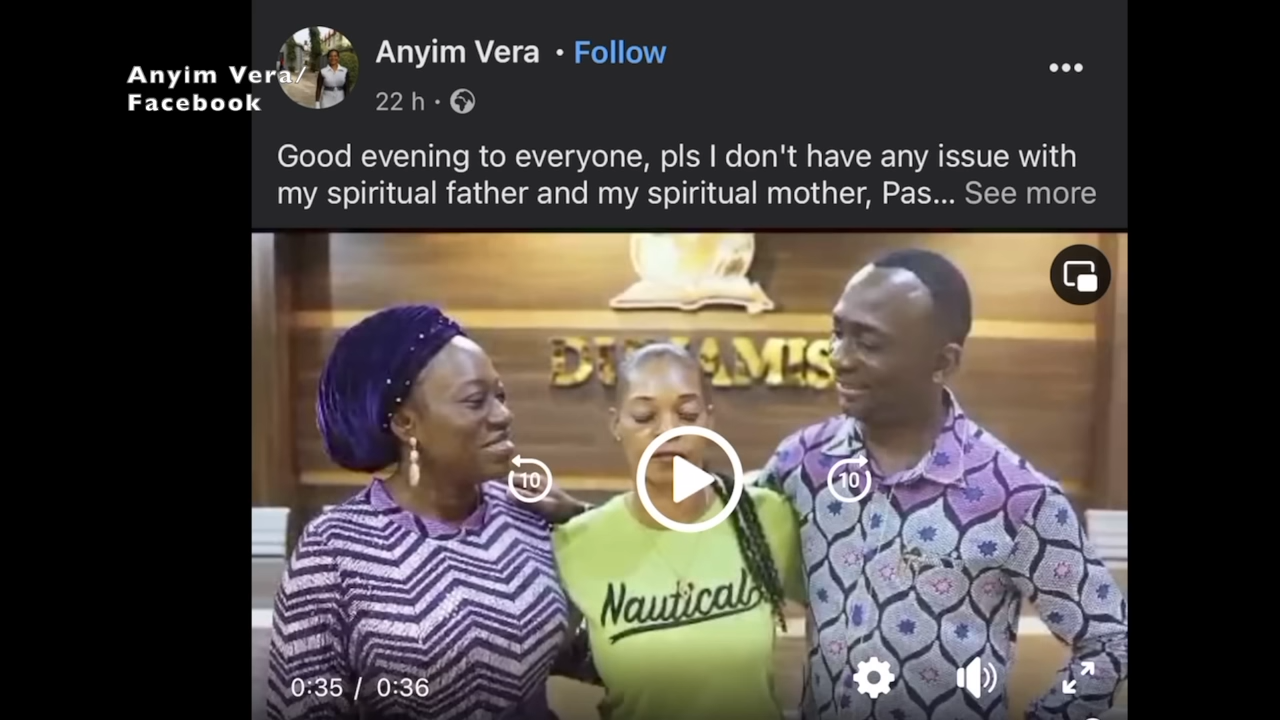 Anyim Vera/
Facebook
Anyim Vera · Follow
22 h ·
Good evening to everyone, pls I don't have any issue with
my spiritual father and my spiritual mother, Pas... See more
Nautical
10
10
0:35 / 0:36